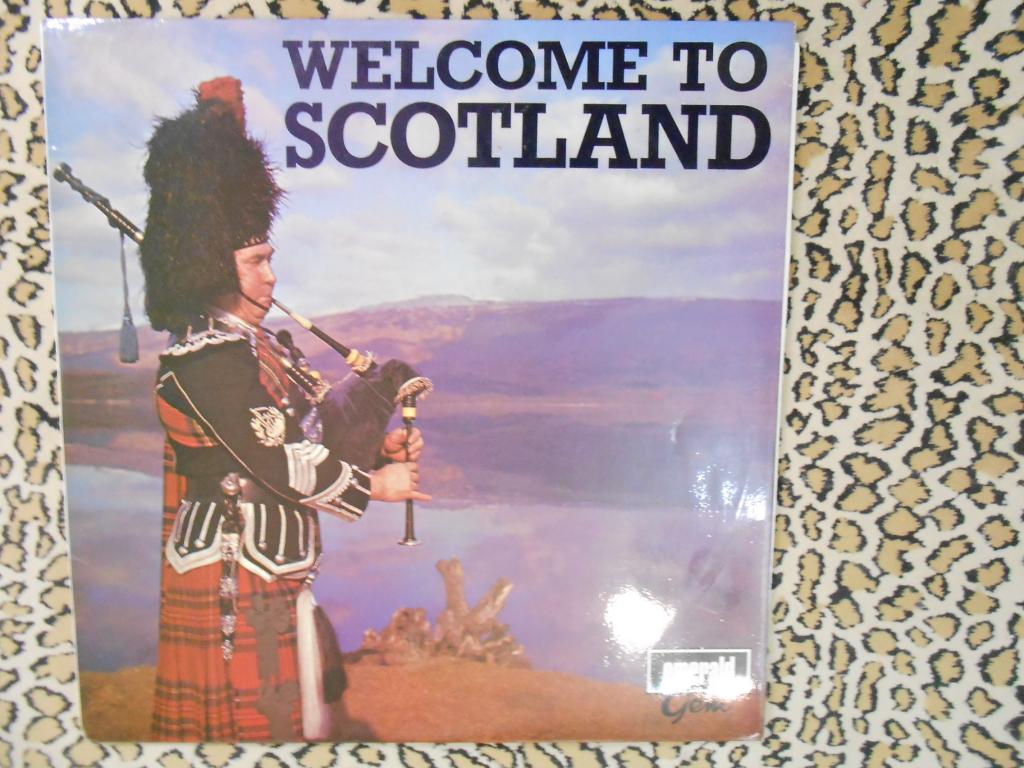 WELCOME TO
SCOTLAND
emerald
Gem